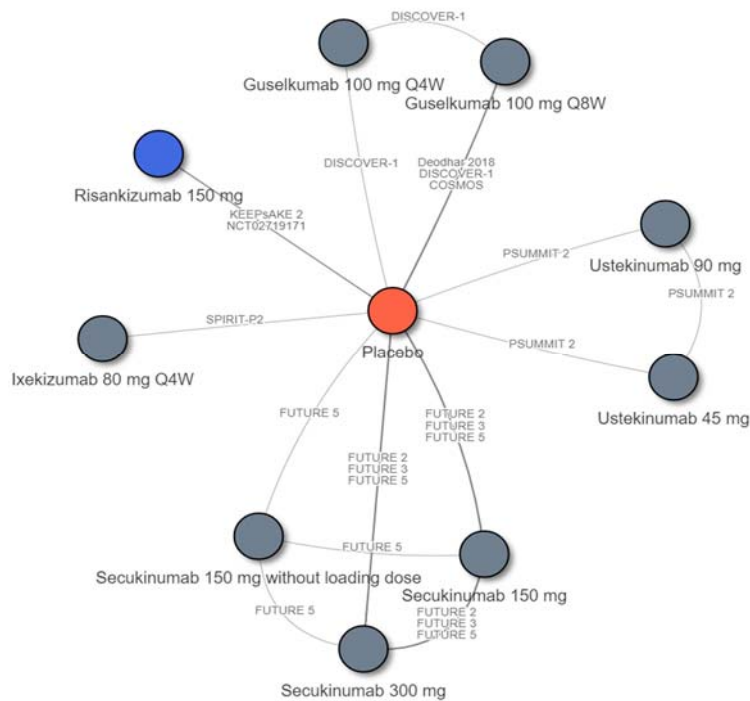 DISCOVER-1
Guselkumab 100 mg Q4W
Guselkumab 100 mg Q8W
DISCOVER-1
Deodhar 2018
DISCOVER-1
COSMOS
Risankizumab 150 mg
KEEPsAKE 2
NCT02719171
Ustekinumab 90 mg
PSUMMIT 2
PSUMMIT 2
SPIRIT-P2
Placebo
PSUMMIT 2
Ixekizumab 80 mg Q4W
Ustekinumab 45 mg
FUTURE 5
FUTURE 2
FUTURE 3
FUTURE 5
FUTURE 2
FUTURE 3
FUTURE 5
FUTURE 5
Secukinumab 150 mg without loading dose
Secukinumab 150 mg
FUTURE 5
FUTURE 2
FUTURE 3
FUTURE 5
Secukinumab 300 mg